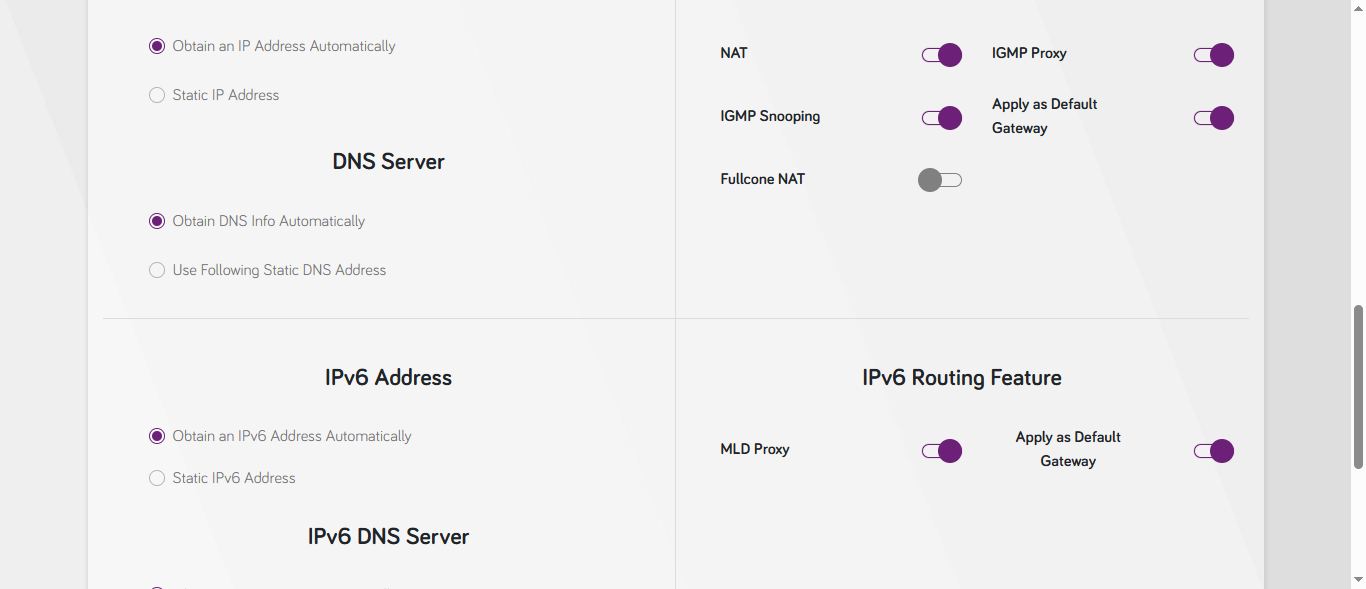 Obtain an IP Address Automatically
Static IP Address
DNS Server
Obtain DNS Info Automatically
Use Following Static DNS Address
NAT
IGMP Proxy
IGMP Snooping
Apply as Default
Gateway
Fullcone NAT
IPv6 Address
Obtain an IPv6 Address Automatically
Static IPv6 Address
IPv6 DNS Server
IPv6 Routing Feature
MLD Proxy
Apply as Default
Gateway